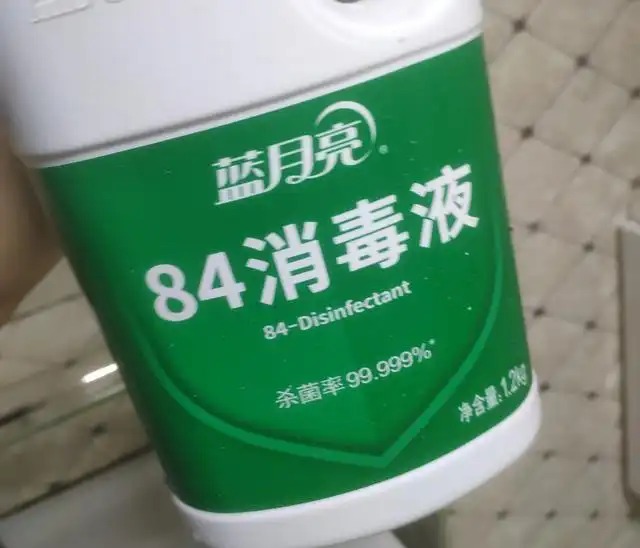 蓝月亮®
84消毒液
84-Disinfectant
杀菌率99.999%*
净含量:1.2kg